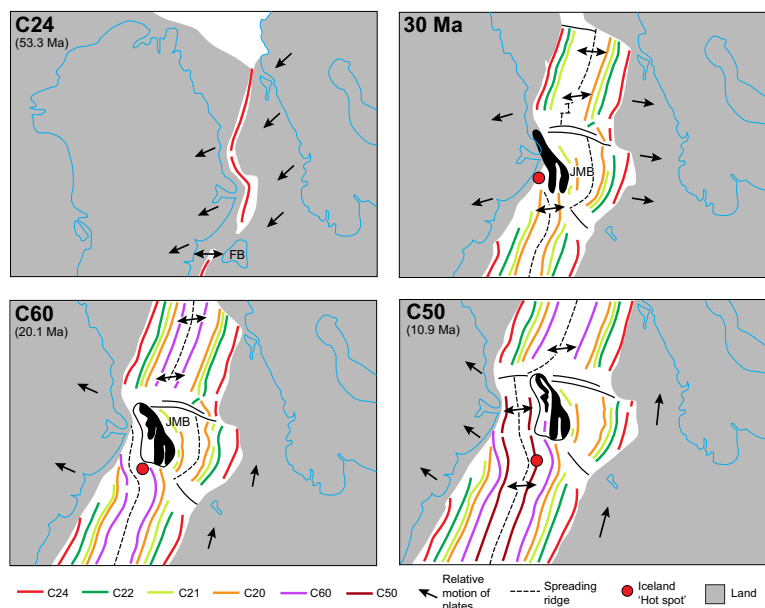 C24
(53.3 Ma)
FB
30 Ma
JMB
C60
(20.1 Ma)
JMB
C50
(10.9 Ma)
C24
C22
C21
C20
C60
C50
Relative
motion of
plates
Spreading
ridge
Iceland
'Hot spot'
Land